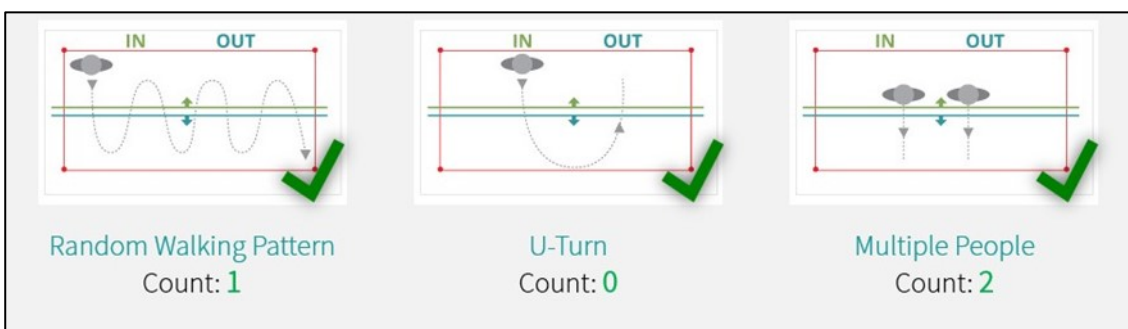 IN OUT
IN OUT
IN OUT
Random Walking Pattern
Count: 1
U-Turn
Count: 0
Multiple People
Count: 2